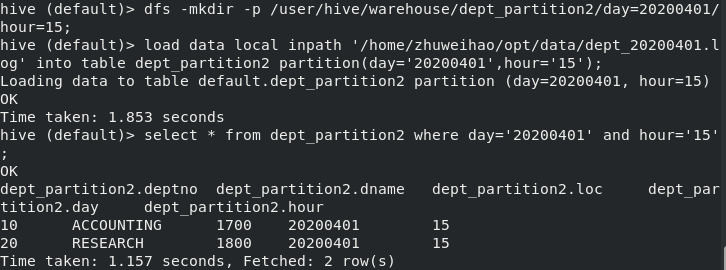 hive (default)> dfs -mkdir -p /user/hive/warehouse/dept_partition2/day=20200401/
hour=15;
hive (default)> load data local inpath '/home/zhuweihao/opt/data/dept_20200401.l
og' into table dept_partition2 partition(day='20200401',hour='15');
Loading data to table default.dept_partition2 partition (day=20200401, hour=15)
OK
Time taken: 1.853 seconds
hive (default)> select * from dept_partition2 where day='20200401' and hour='15'
;
OK
dept_partition2.deptno  dept_partition2.dname   dept_partition2.loc     dept_par
tition2.day     dept_partition2.hour
10      ACCOUNTING      1700    20200401        15
20      RESEARCH        1800    20200401        15
Time taken: 1.157 seconds, Fetched: 2 row(s)